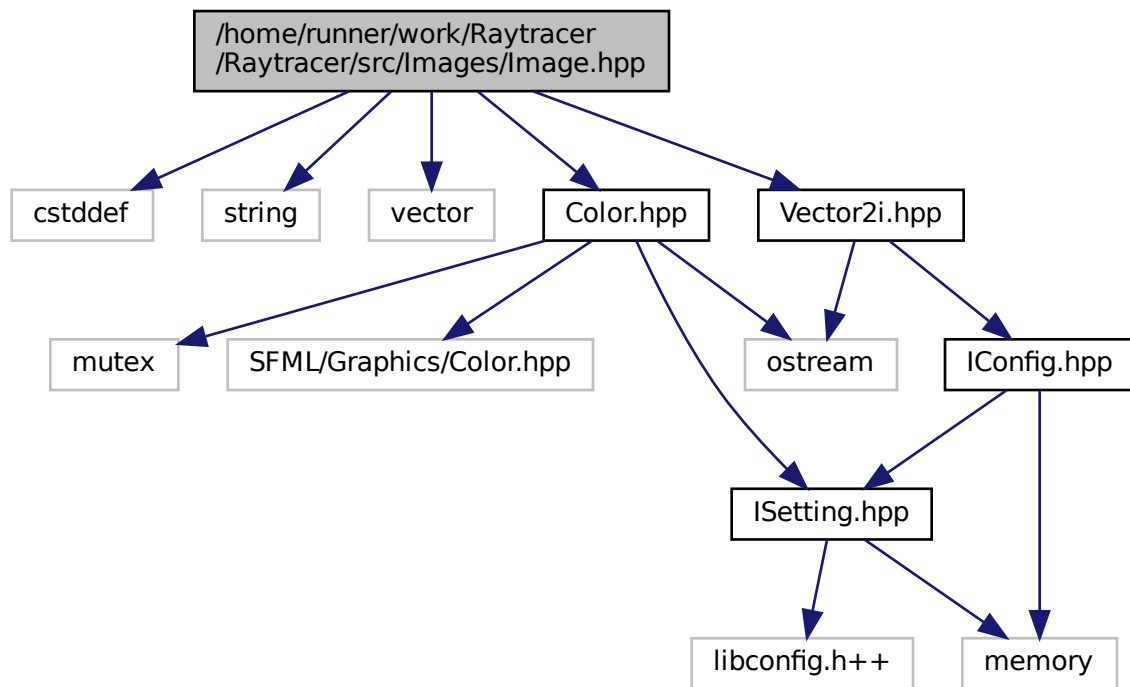 /home/runner/work/Raytracer
/Raytracer/src/Images/Image.hpp
cstddef
string
vector
Color.hpp
Vector2i.hpp
mutex
SFML/Graphics/Color.hpp
ostream
IConfig.hpp
ISetting.hpp
libconfig.h++
memory